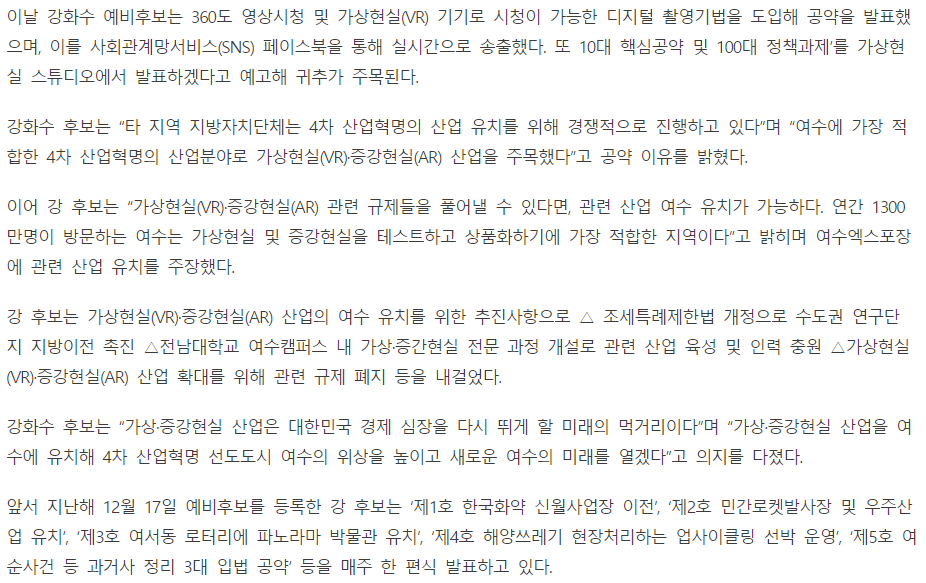 이날 강화수 예비후보는 360도 영상시청 및 가상현실(VR) 기기로 시청이 가능한 디지털 촬영기법을 도입해 공약을 발표했
으며, 이를 사회관계망서비스(SNS) 페이스북을 통해 실시간으로 송출했다. 또 10대 핵심공약 및 100대 정책과제'를 가상현
실 스튜디오에서 발표하겠다고 예고해 귀추가 주목된다.
강화수 후보는 “타 지역 지방자치단체는 4차 산업혁명의 산업 유치를 위해 경쟁적으로 진행하고 있다”며 “여수에 가장 적
합한 4차 산업혁명의 산업분야로 가상현실(VR)·증강현실(AR) 산업을 주목했다”고 공약 이유를 밝혔다.
이어 강 후보는 “가상현실(VR)·증강현실(AR) 관련 규제들을 풀어낼 수 있다면, 관련 산업 여수 유치가 가능하다. 연간 1300
만명이 방문하는 여수는 가상현실 및 증강현실을 테스트하고 상품화하기에 가장 적합한 지역이다”고 밝히며 여수엑스포장
에 관련 산업 유치를 주장했다.
강 후보는 가상현실(VR)·증강현실(AR) 산업의 여수 유치를 위한 추진사항으로 △ 조세특례제한법 개정으로 수도권 연구단
지 지방이전 촉진 △전남대학교 여수캠퍼스 내 가상·증간현실 전문 과정 개설로 관련 산업 육성 및 인력 충원 △가상현실
(VR)·증강현실(AR) 산업 확대를 위해 관련 규제 폐지 등을 내걸었다.
강화수 후보는 “가상·증강현실 산업은 대한민국 경제 심장을 다시 뛰게 할 미래의 먹거리이다”며 “가상·증강현실 산업을 여
수에 유치해 4차 산업혁명 선도도시 여수의 위상을 높이고 새로운 여수의 미래를 열겠다”고 의지를 다졌다.
앞서 지난해 12월 17일 예비후보를 등록한 강 후보는 ‘제1호 한국화약 신월사업장 이전’, ‘제2호 민간로켓발사장 및 우주산
업 유치’, ‘제3호 여서동 로터리에 파노라마 박물관 유치’, ‘제4호 해양쓰레기 현장처리하는 업사이클링 선박 운영’, ‘제5호 여
순사건 등 과거사 정리 3대 입법 공약’ 등을 매주 한 편식 발표하고 있다.